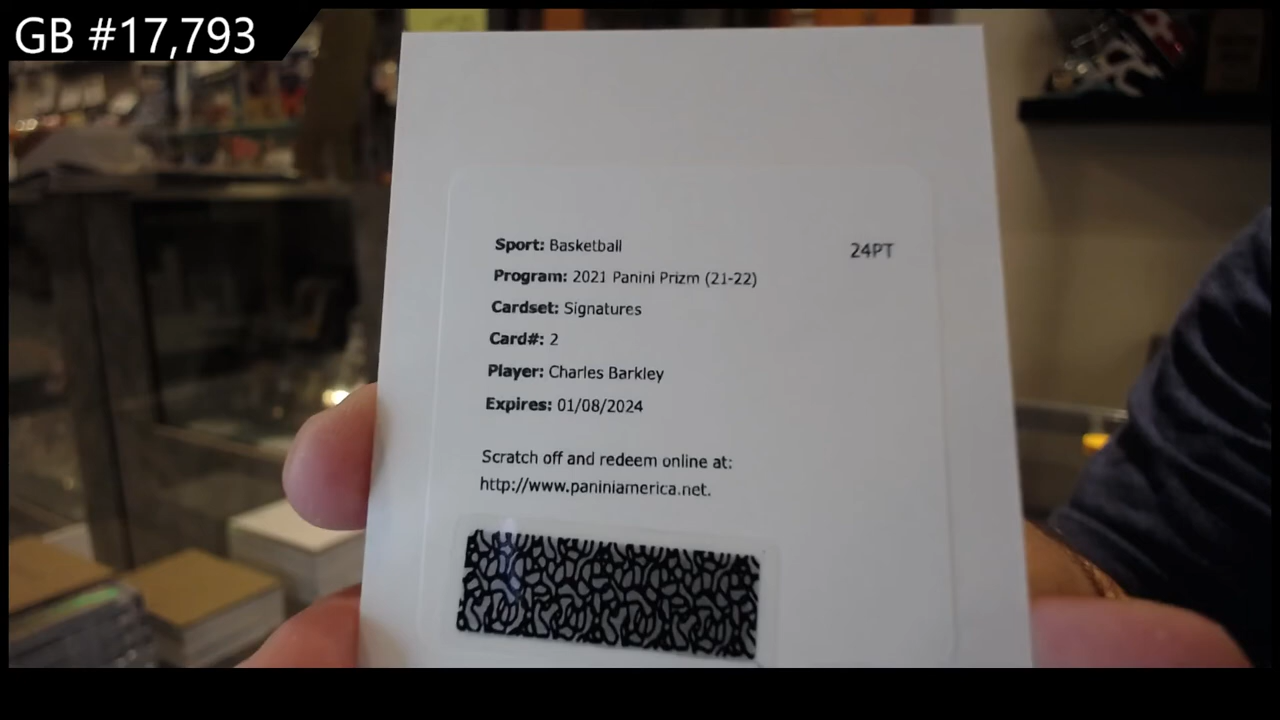 GB #17,793
Sport: Basketball
24PT
Program: 2021 Panini Prizm (21-22)
Cardset: Signatures
Card#: 2
Player: Charles Barkley
Expires: 01/08/2024
Scratch off and redeem online at:
http://www.paniniamerica.net.